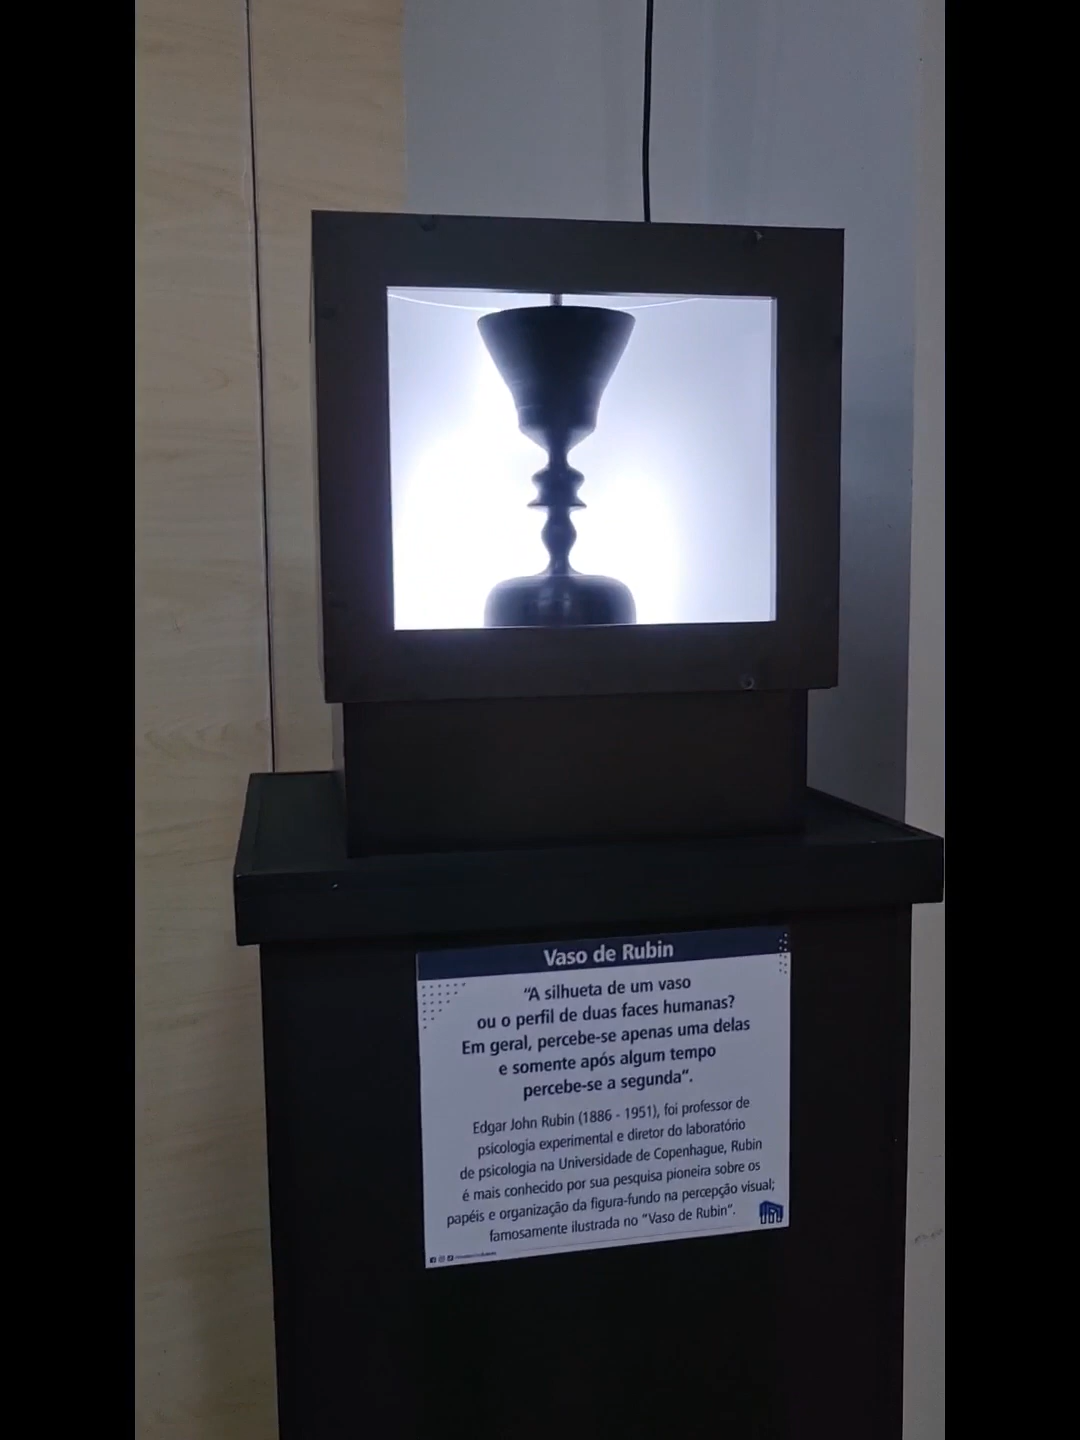 Vaso de Rubin
“A silhueta de um vaso
ou o perfil de duas faces humanas?
Em geral, percebe-se apenas uma delas
e somente após algum tempo
percebe-se a segunda”.
Edgar John Rubin (1886 - 1951), foi professor de
psicologia experimental e diretor do laboratório
de psicologia na Universidade de Copenhague, Rubin
é mais conhecido por sua pesquisa pioneira sobre os
papéis e organização da figura-fundo na percepção visual;
famosamente ilustrada no “Vaso de Rubin”.